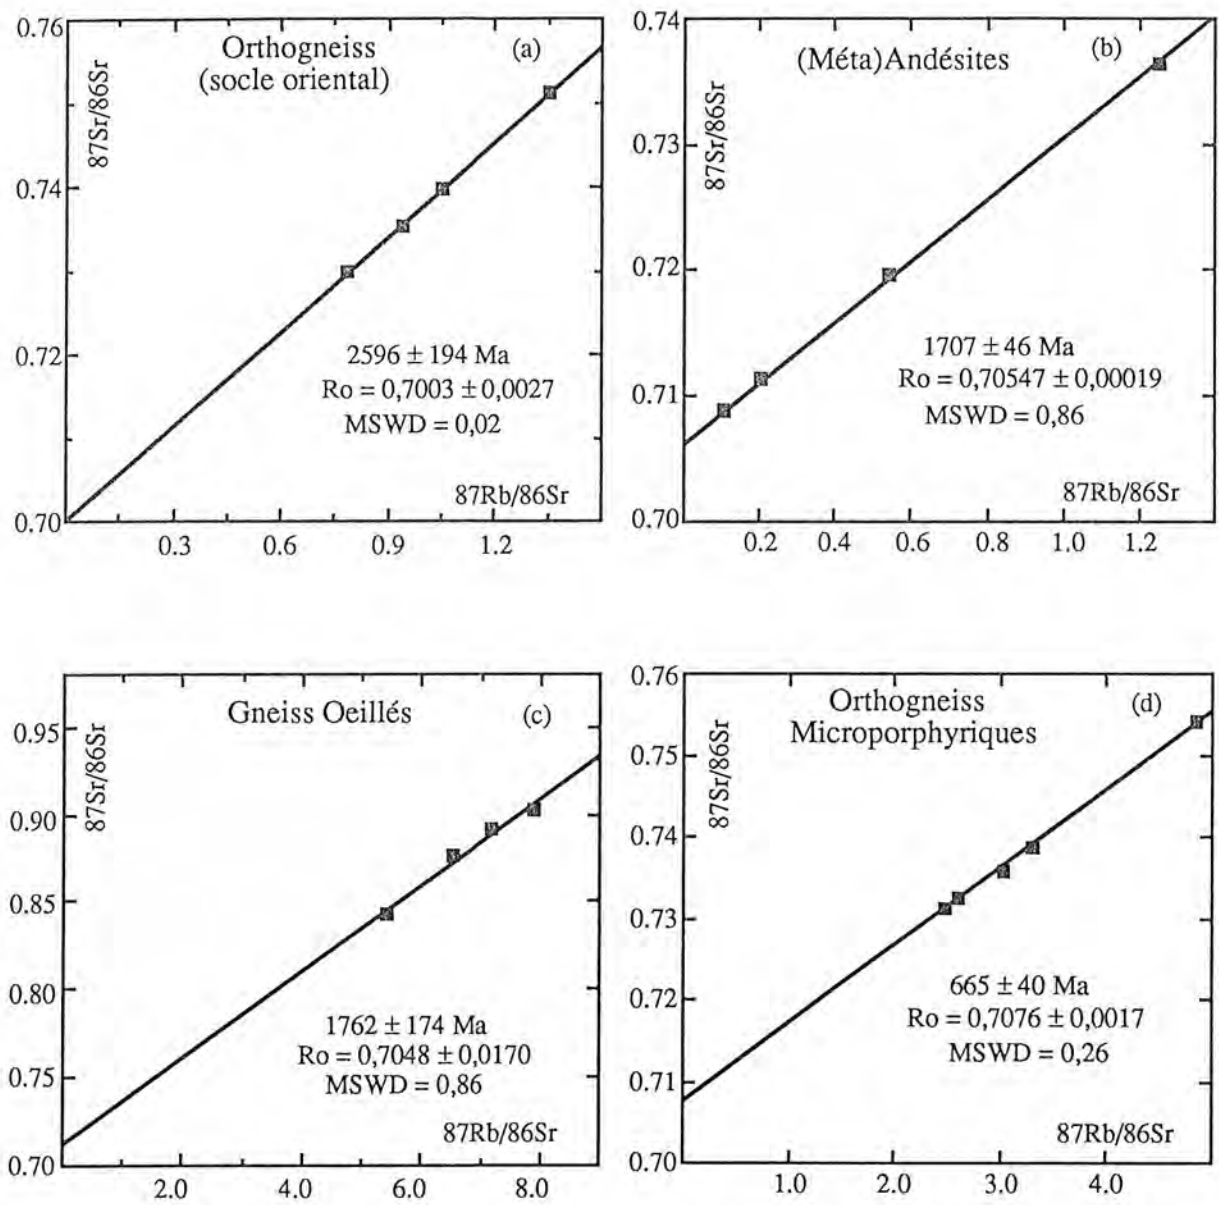 0.76
0.74
0.72
0.70
87Sr/86Sr
Orthogneiss
(socle oriental)
(a)
2596 ± 194 Ma
Ro = 0,7003 ± 0,0027
MSWD = 0,02
87Rb/86Sr
0.3 0.6 0.9 1.2
0.74
0.73
0.72
0.71
0.70
87Sr/86Sr
(Méta)Andésites
(b)
1707 ± 46 Ma
Ro = 0,70547 ± 0,00019
MSWD = 0,86
87Rb/86Sr
0.2 0.4 0.6 0.8 1.0 1.2
0.95
0.90
0.85
0.80
0.75
0.70
87Sr/86Sr
Gneiss Oeillés
(c)
1762 ± 174 Ma
Ro = 0,7048 ± 0,0170
MSWD = 0,86
87Rb/86Sr
2.0 4.0 6.0 8.0
0.76
0.75
0.74
0.73
0.72
0.71
0.70
87Sr/86Sr
Orthogneiss
Microporphyriques
(d)
665 ± 40 Ma
Ro = 0,7076 ± 0,0017
MSWD = 0,26
87Rb/86Sr
1.0 2.0 3.0 4.0